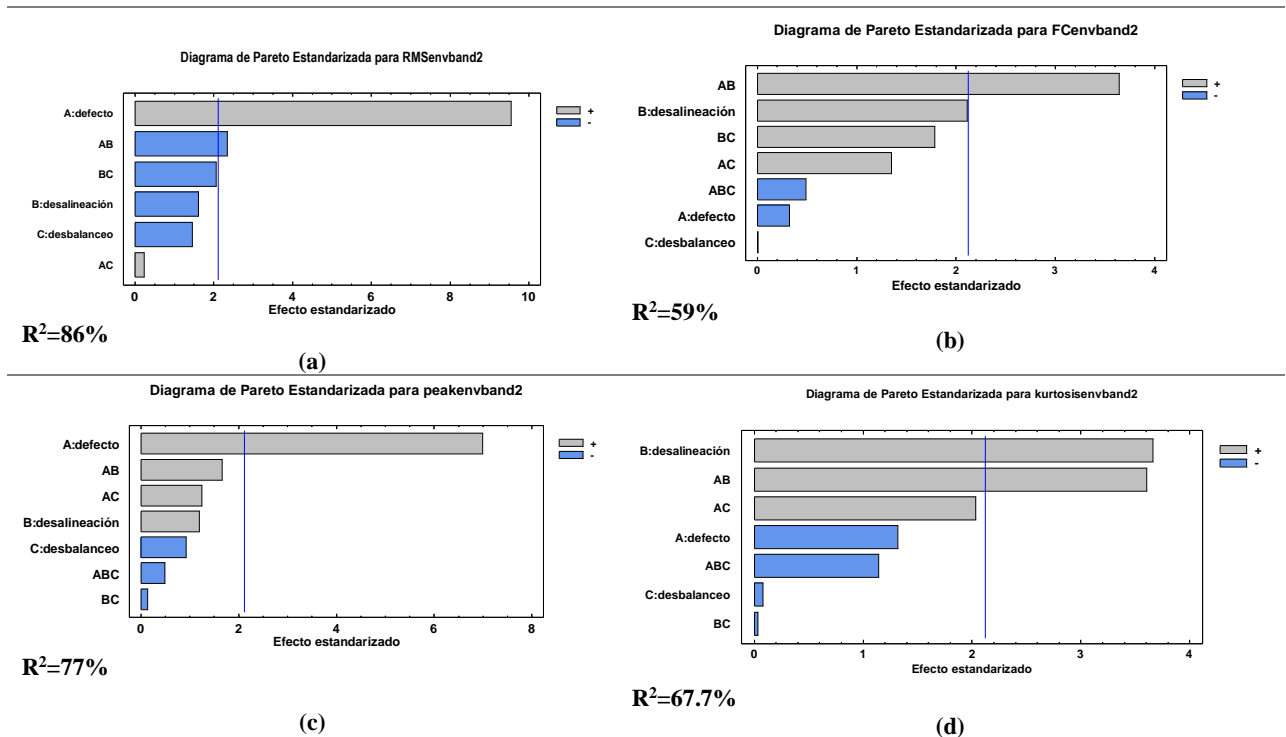 Diagrama de Pareto Estandarizada para RMSenvband2
A:defecto
AB
BC
B:desalineación
C:desbalanceo
AC
+
-
0 2 4 6 8 10
Efecto estandarizado
R²=86%
(a)
Diagrama de Pareto Estandarizada para FCenvband2
AB
B:desalineación
BC
AC
ABC
A:defecto
C:desbalanceo
+
-
0 1 2 3 4
Efecto estandarizado
R²=59%
(b)
Diagrama de Pareto Estandarizada para peakenvband2
A:defecto
AB
AC
B:desalineación
C:desbalanceo
ABC
BC
+
-
0 2 4 6 8
Efecto estandarizado
R²=77%
(c)
Diagrama de Pareto Estandarizada para kurtosisenvband2
B:desalineación
AB
AC
A:defecto
ABC
C:desbalanceo
BC
+
-
0 1 2 3 4
Efecto estandarizado
R²=67.7%
(d)